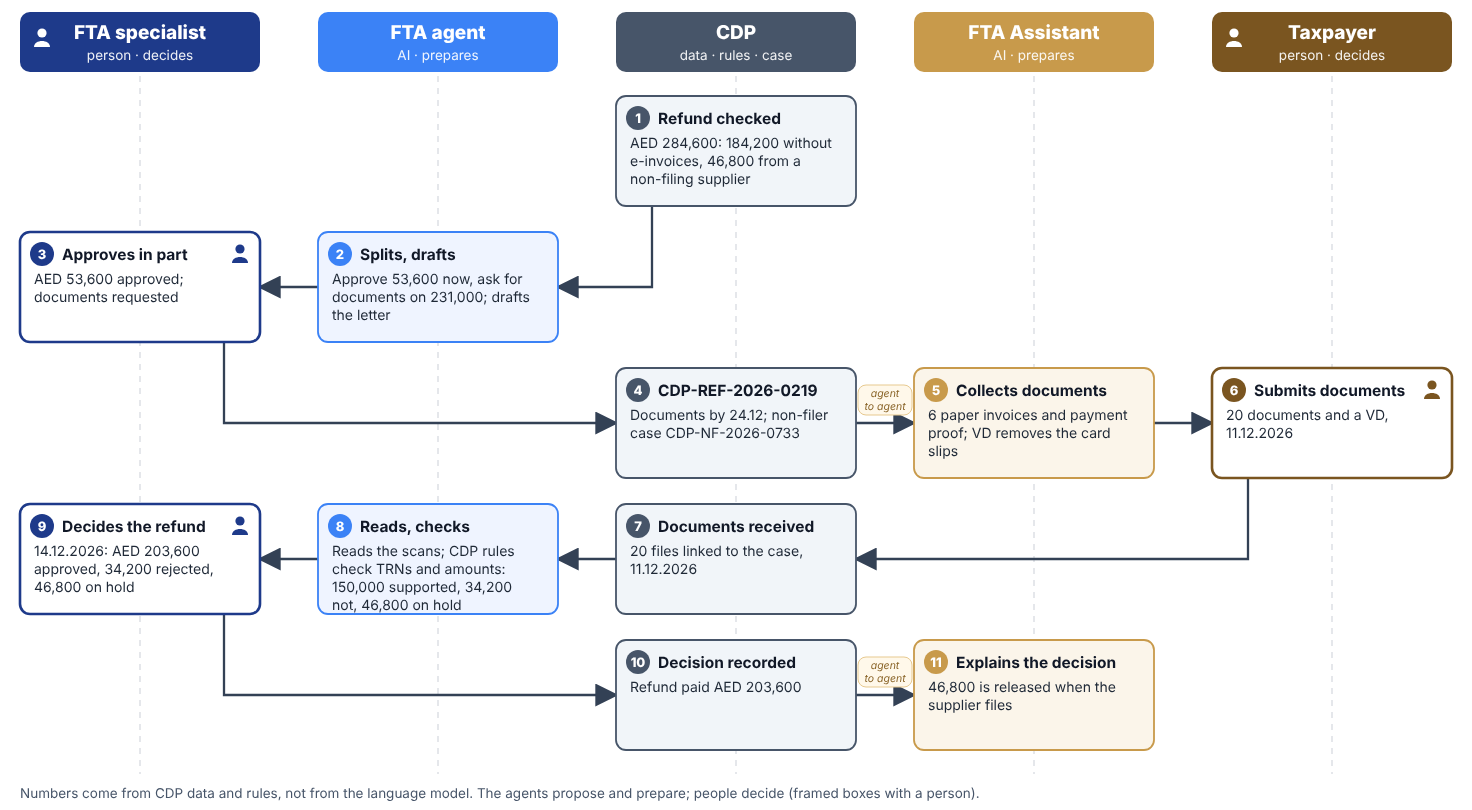 FTA specialist
person · decides
FTA agent
AI · prepares
CDP
data · rules · case
FTA Assistant
AI · prepares
Taxpayer
person · decides
1 Refund checked
AED 284,600: 184,200 without
e-invoices, 46,800 from a
non-filing supplier
3 Approves in part
AED 53,600 approved;
documents requested
2 Splits, drafts
Approve 53,600 now, ask for
documents on 231,000; drafts
the letter
4 CDP-REF-2026-0219
Documents by 24.12; non-filer
case CDP-NF-2026-0733
agent
to agent
5 Collects documents
6 paper invoices and payment
proof; VD removes the card
slips
6 Submits documents
20 documents and a VD,
11.12.2026
9 Decides the refund
14.12.2026: AED 203,600
approved, 34,200 rejected,
46,800 on hold
8 Reads, checks
Reads the scans; CDP rules
check TRNs and amounts:
150,000 supported, 34,200
not, 46,800 on hold
7 Documents received
20 files linked to the case,
11.12.2026
10 Decision recorded
Refund paid AED 203,600
agent
to agent
11 Explains the decision
46,800 is released when the
supplier files
Numbers come from CDP data and rules, not from the language model. The agents propose and prepare; people decide (framed boxes with a person).